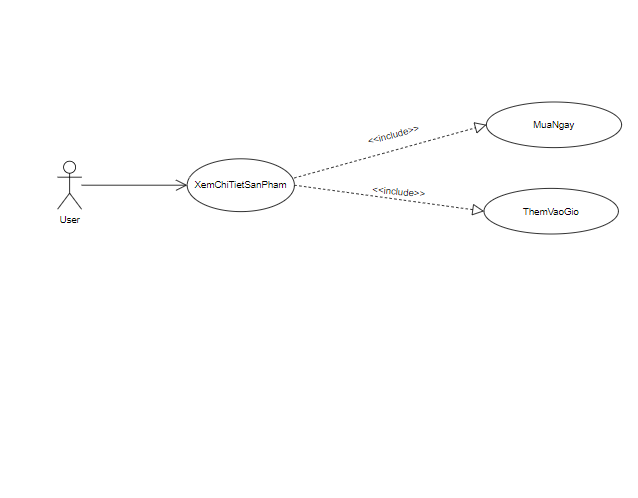 MuaNgay
<<include>>
XemChiTietSanPham
<<include>>
ThemVaoGio
User